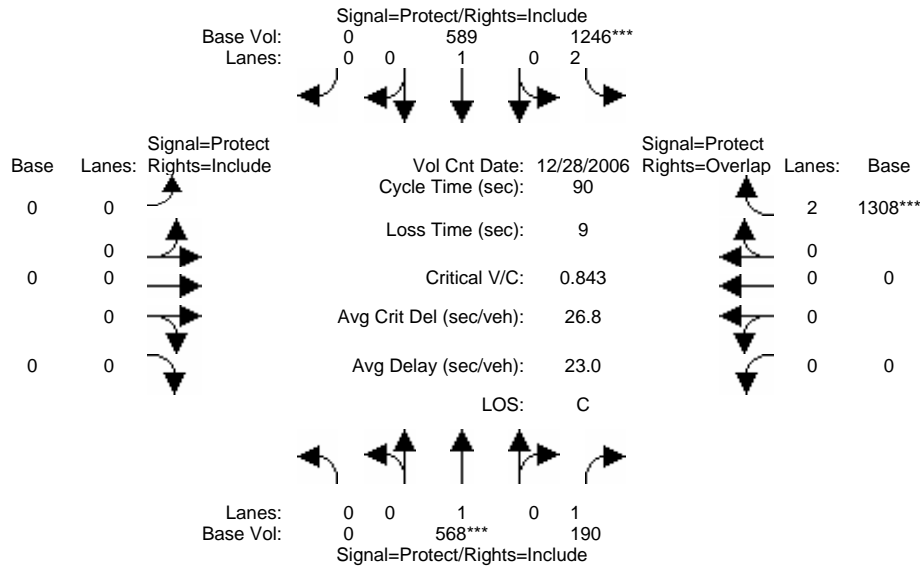 Signal=Protect/Rights=Include
Base Vol: 0 589 1246***
Lanes: 0 0 1 0 2
Signal=Protect Signal=Protect
Base Lanes: Rights=Include Vol Cnt Date: 12/28/2006 Rights=Overlap Lanes: Base
Cycle Time (sec): 90
0 0 2 1308***
Loss Time (sec): 9
0 0
0 0 Critical V/C: 0.843 0 0
0 Avg Crit Del (sec/veh): 26.8 0
0 0 Avg Delay (sec/veh): 23.0 0 0
LOS: C
Lanes: 0 0 1 0 1
Base Vol: 0 568*** 190
Signal=Protect/Rights=Include